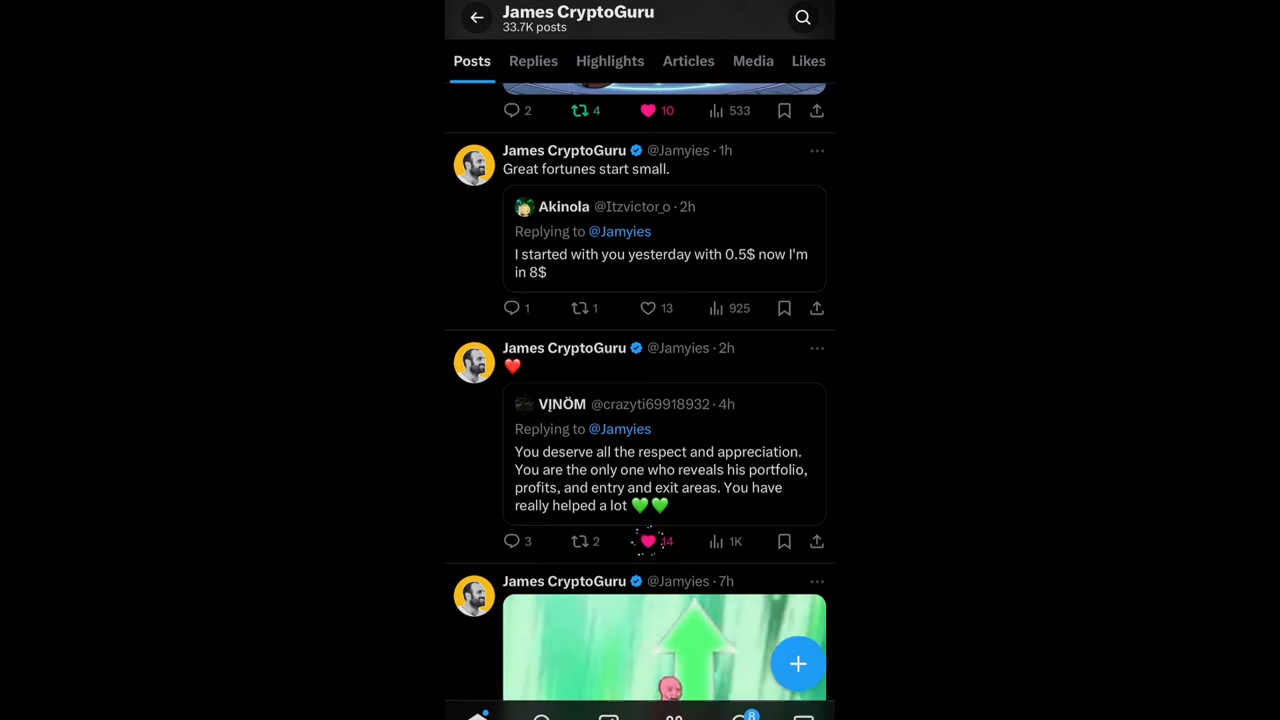 James CryptoGuru
33.7K posts
Posts Replies Highlights Articles Media Likes
2 4 10 533
James CryptoGuru @Jamyies · 1h
Great fortunes start small.
Akinola @Itzvictor_o · 2h
Replying to @Jamyies
I started with you yesterday with 0.5$ now I'm
in 8$
1 1 13 925
James CryptoGuru @Jamyies · 2h
❤️
VĮNÖM @crazyti69918932 · 4h
Replying to @Jamyies
You deserve all the respect and appreciation.
You are the only one who reveals his portfolio,
profits, and entry and exit areas. You have
really helped a lot 💚💚
3 2 14 1K
James CryptoGuru @Jamyies · 7h
8